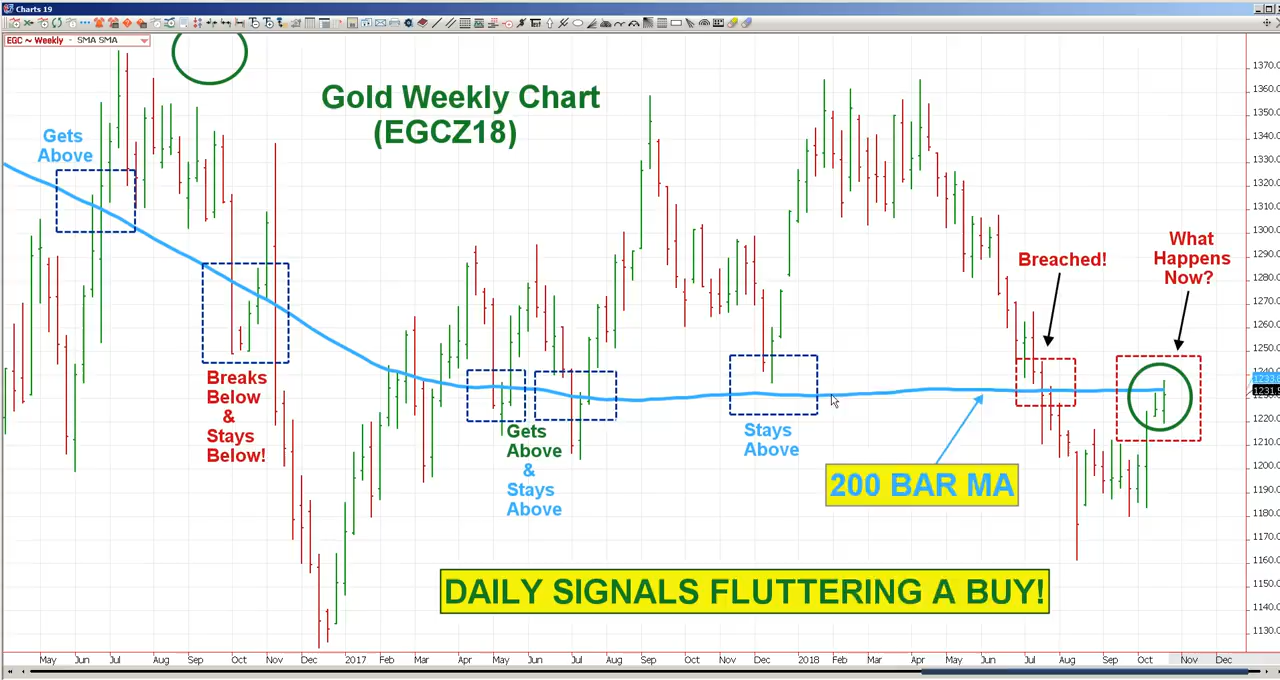 Charts 19
EGC ~ Weekly - SMA SMA
Gold Weekly Chart
(EGCZ18)
Gets
Above
Breaks
Below
&
Stays
Below!
Gets
Above
&
Stays
Above
Stays
Above
Breached!
What
Happens
Now?
200 BAR MA
DAILY SIGNALS FLUTTERING A BUY!
1370.0
1360.0
1350.0
1340.0
1330.0
1320.0
1310.0
1300.0
1290.0
1280.0
1270.0
1260.0
1250.0
1240.0
1220.0
1210.0
1200.0
1190.0
1180.0
1170.0
1160.0
1150.0
1140.0
1130.0
May Jun Jul Aug Sep Oct Nov Dec 2017 Feb Mar Apr May Jun Jul Aug Sep Oct Nov Dec 2018 Feb Mar Apr May Jun Jul Aug Sep Oct Nov Dec